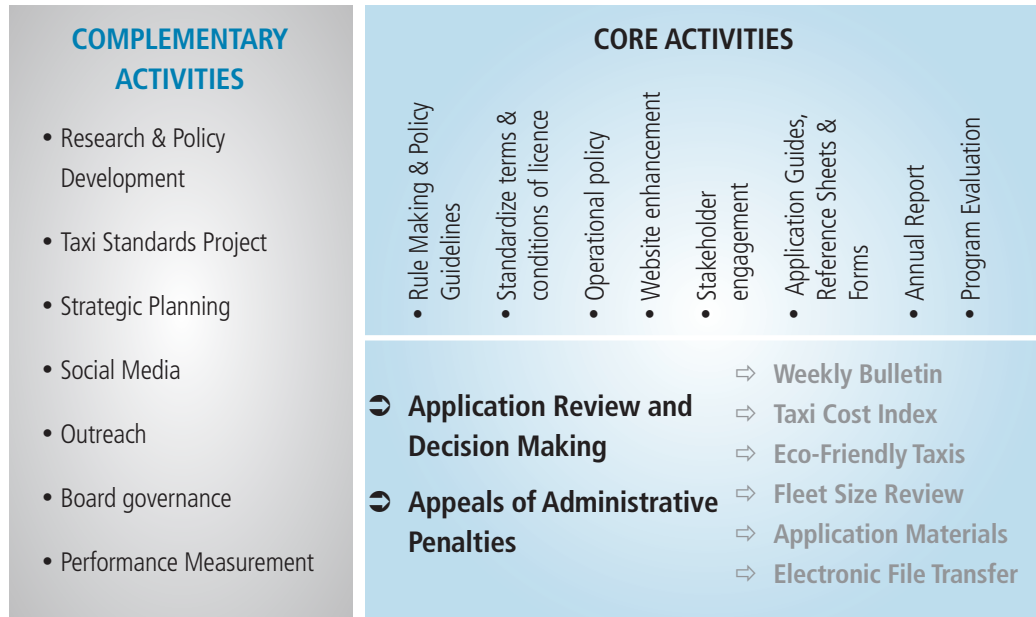 COMPLEMENTARY
ACTIVITIES
• Research & Policy
Development
• Taxi Standards Project
• Strategic Planning
• Social Media
• Outreach
• Board governance
• Performance Measurement
CORE ACTIVITIES
• Rule Making & Policy
Guidelines
• Standardize terms &
conditions of licence
• Operational policy
• Website enhancement
• Stakeholder
engagement
• Application Guides,
Reference Sheets &
Forms
• Annual Report
• Program Evaluation
➲ Application Review and
Decision Making
➲ Appeals of Administrative
Penalties
⇨ Weekly Bulletin
⇨ Taxi Cost Index
⇨ Eco-Friendly Taxis
⇨ Fleet Size Review
⇨ Application Materials
⇨ Electronic File Transfer